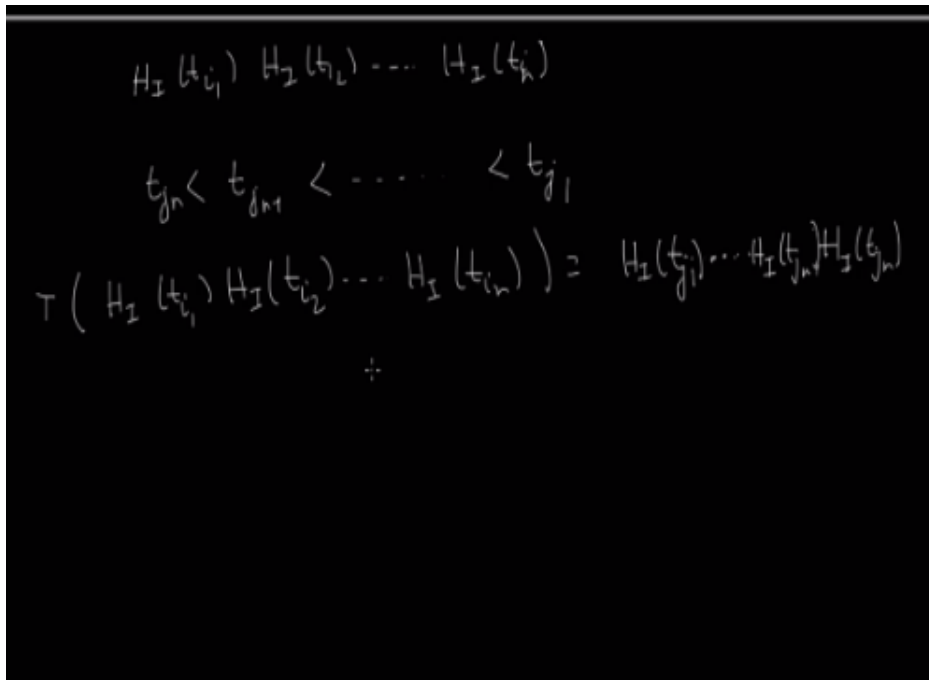 H_I(t_{i_1}) H_I(t_{i_2}) ---- H_I(t_{i_n})
t_{j_n} < t_{j_{n-1}} < ------ < t_{j_1}
T( H_I(t_{i_1}) H_I(t_{i_2}) ---- H_I(t_{i_n}) ) = H_I(t_{j_1}) ··· H_I(t_{j_{n-1}}) H_I(t_{j_n})